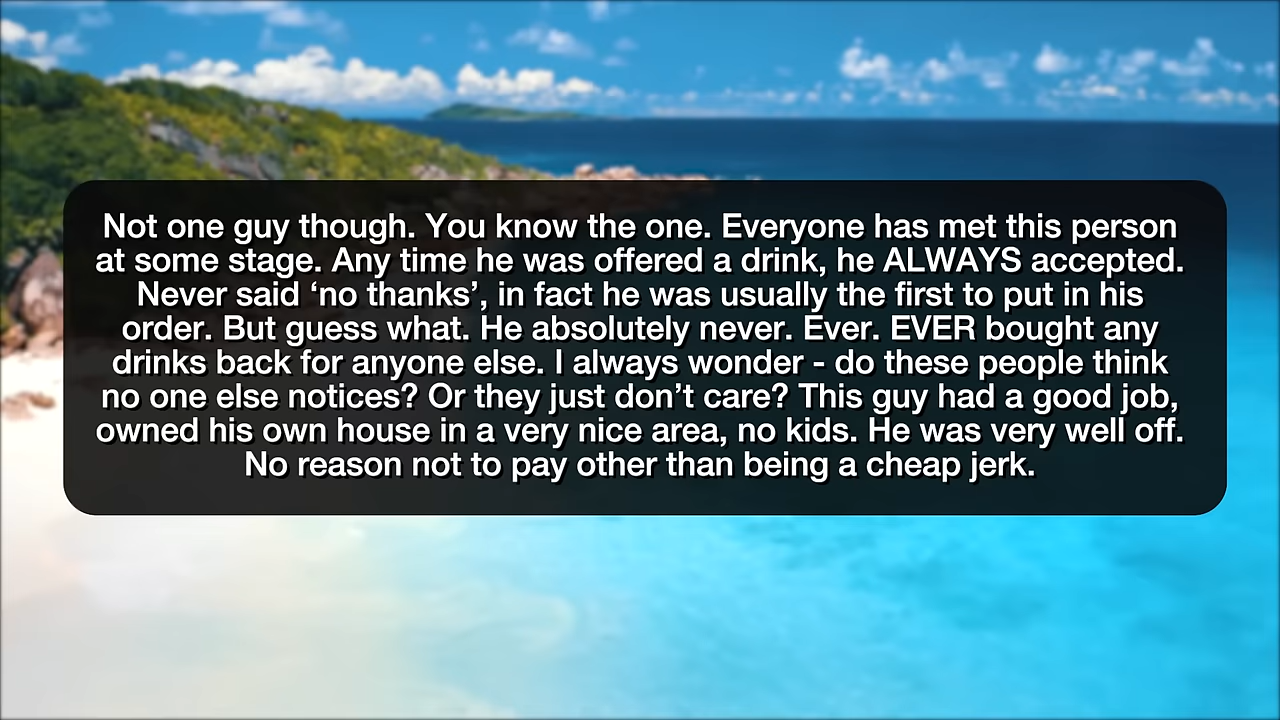 Not one guy though. You know the one. Everyone has met this person
at some stage. Any time he was offered a drink, he ALWAYS accepted.
Never said ‘no thanks’, in fact he was usually the first to put in his
order. But guess what. He absolutely never. Ever. EVER bought any
drinks back for anyone else. I always wonder - do these people think
no one else notices? Or they just don’t care? This guy had a good job,
owned his own house in a very nice area, no kids. He was very well off.
No reason not to pay other than being a cheap jerk.